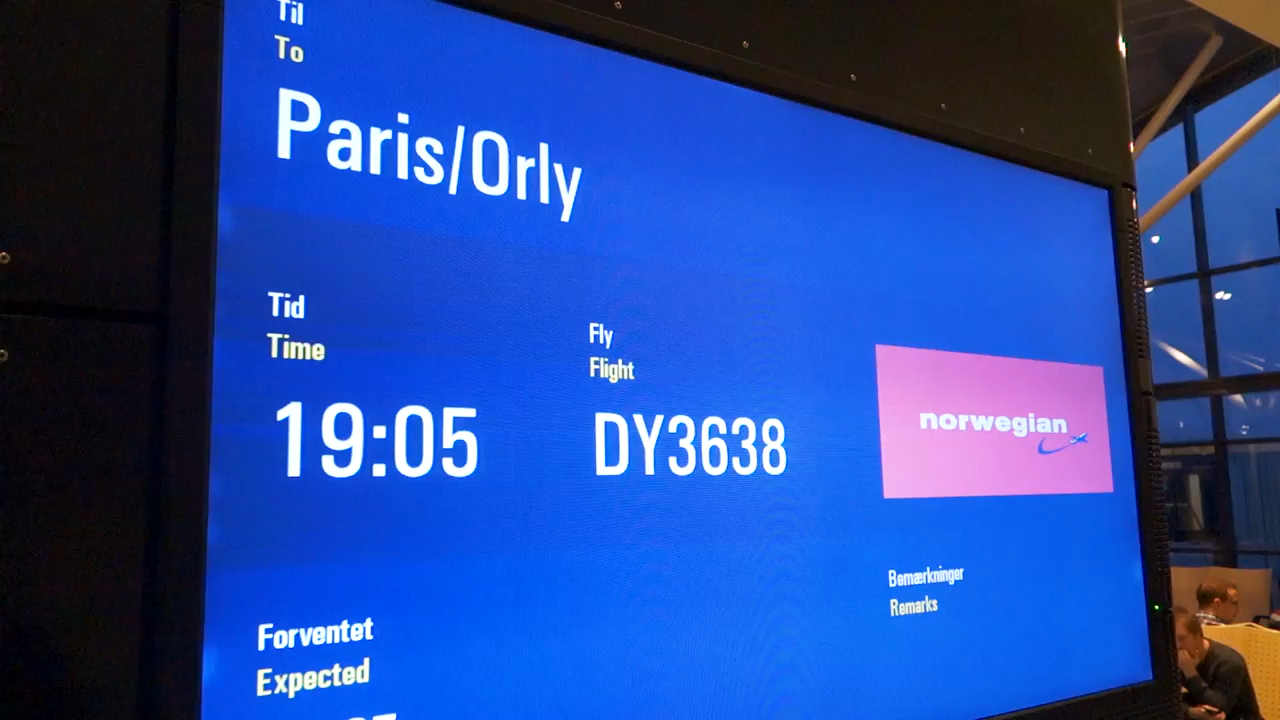 Til
To
Paris/Orly
Tid
Time
Fly
Flight
19:05
DY3638
norwegian
Bemærkninger
Remarks
Forventet
Expected